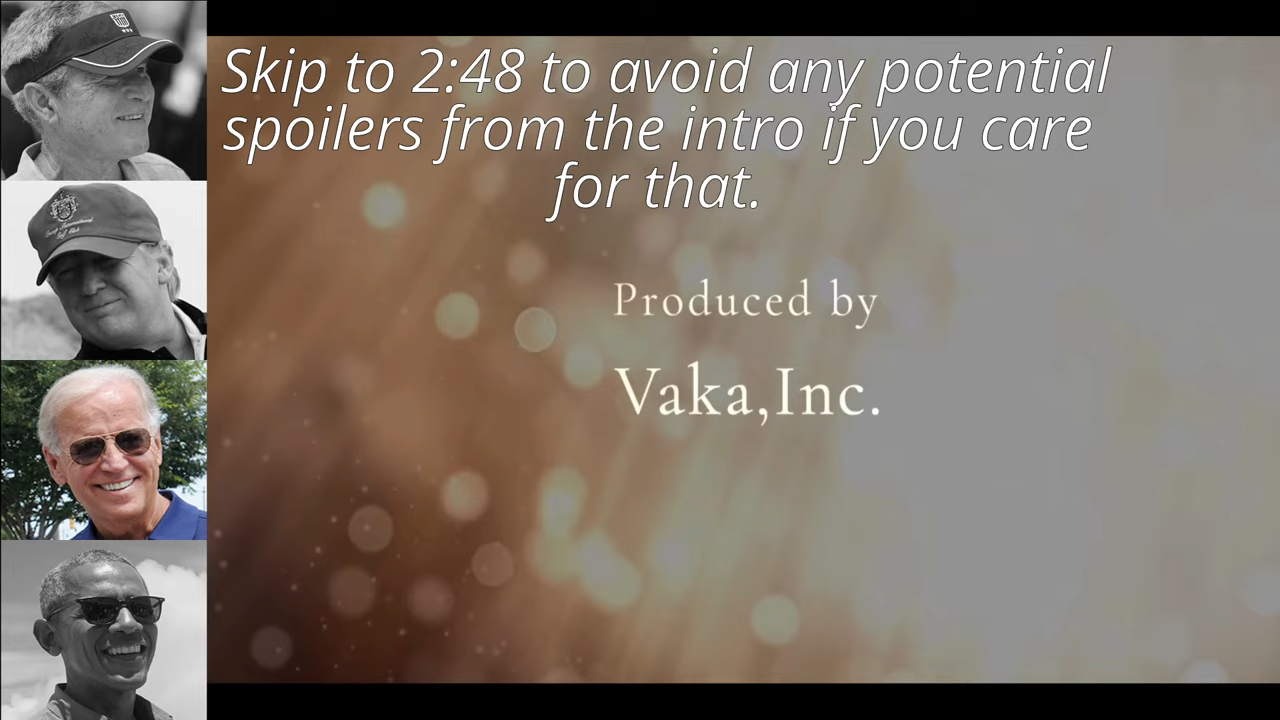 Skip to 2:48 to avoid any potential
spoilers from the intro if you care
for that.
Produced by
Vaka,Inc.